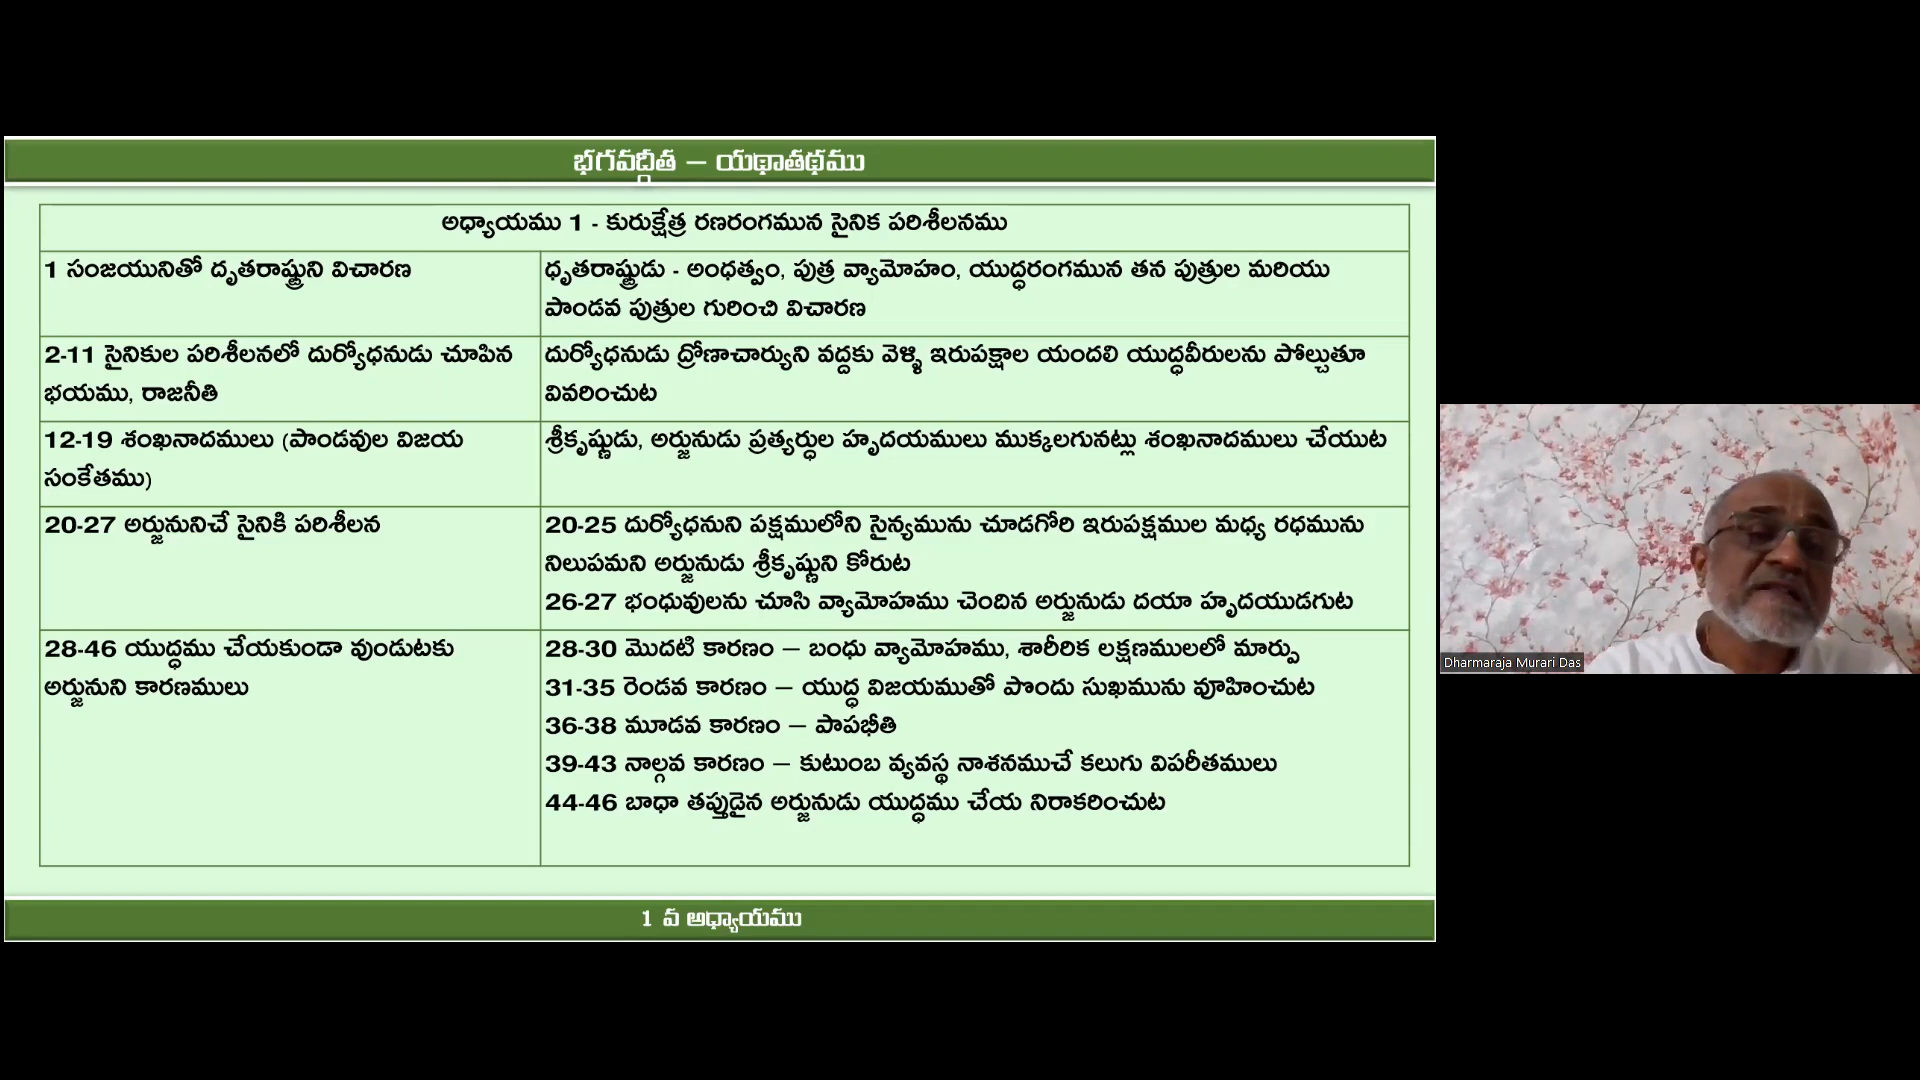 భగవద్గీత – యథాతథము
అధ్యాయము 1 - కురుక్షేత్ర రణరంగమున సైనిక పరిశీలనము
1 సంజయునితో దృతరాష్ట్రుని విచారణ
ధృతరాష్ట్రుడు - అంధత్వం, పుత్ర వ్యామోహం, యుద్ధరంగమున తన పుత్రుల మరియు
పాండవ పుత్రుల గురించి విచారణ
2-11 సైనికుల పరిశీలనలో దుర్యోధనుడు చూపిన
భయము, రాజనీతి
దుర్యోధనుడు ద్రోణాచార్యుని వద్దకు వెళ్ళి ఇరుపక్షాల యందలి యుద్ధవీరులను పోల్చుతూ
వివరించుట
12-19 శంఖనాదములు (పాండవుల విజయ
సంకేతము)
శ్రీకృష్ణుడు, అర్జునుడు ప్రత్యర్ధుల హృదయములు ముక్కలగునట్లు శంఖనాదములు చేయుట
20-27 అర్జునునిచే సైనికి పరిశీలన
20-25 దుర్యోధనుని పక్షములోని సైన్యమును చూడగోరి ఇరుపక్షముల మధ్య రధమును
నిలుపమని అర్జునుడు శ్రీకృష్ణుని కోరుట
26-27 భంధువులను చూసి వ్యామోహము చెందిన అర్జునుడు దయా హృదయుడగుట
28-46 యుద్ధము చేయకుండా వుండుటకు
అర్జునుని కారణములు
28-30 మొదటి కారణం – బంధు వ్యామోహము, శారీరిక లక్షణములలో మార్పు
31-35 రెండవ కారణం – యుద్ధ విజయముతో పొందు సుఖమును వూహించుట
36-38 మూడవ కారణం – పాపభీతి
39-43 నాల్గవ కారణం – కుటుంబ వ్యవస్థ నాశనముచే కలుగు విపరీతములు
44-46 బాధా తప్తుడైన అర్జునుడు యుద్ధము చేయ నిరాకరించుట
1 వ అధ్యాయము
Dharmaraja Murari Das